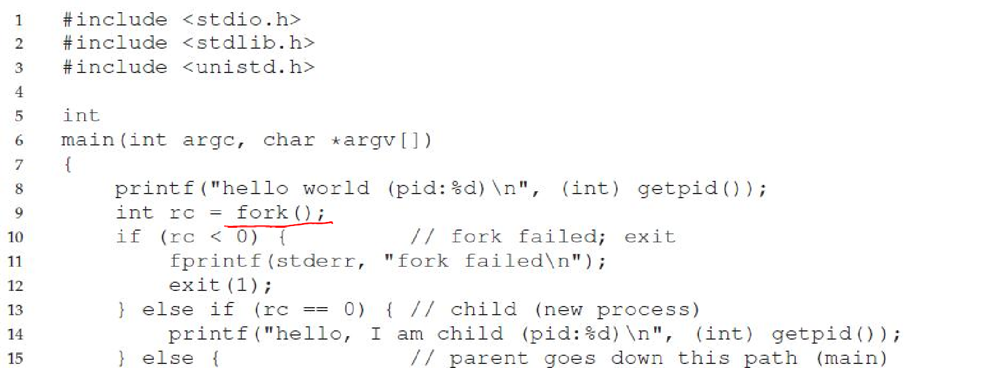 1 #include <stdio.h>
2 #include <stdlib.h>
3 #include <unistd.h>
4
5 int
6 main(int argc, char *argv[])
7 {
8 printf("hello world (pid:%d)\n", (int) getpid());
9 int rc = fork();
10 if (rc < 0) { // fork failed; exit
11 fprintf(stderr, "fork failed\n");
12 exit(1);
13 } else if (rc == 0) { // child (new process)
14 printf("hello, I am child (pid:%d)\n", (int) getpid());
15 } else { // parent goes down this path (main)